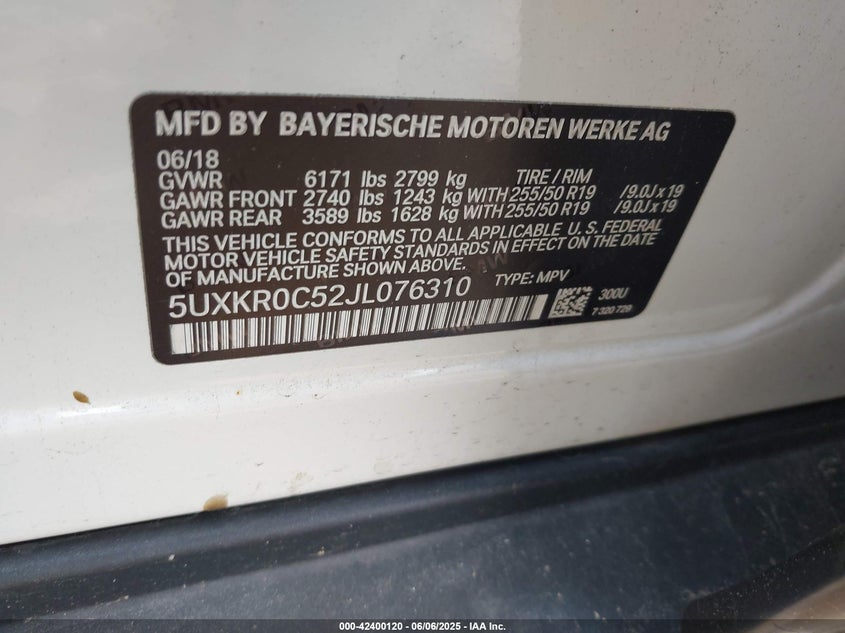 MFD BY BAYERISCHE MOTOREN WERKE AG
06/18
GVWR 6171 lbs 2799 kg TIRE / RIM
GAWR FRONT 2740 lbs 1243 kg WITH 255/50 R19 /9.0J x 19
GAWR REAR 3589 lbs 1628 kg WITH 255/50 R19 /9.0J x 19
THIS VEHICLE CONFORMS TO ALL APPLICABLE U. S. FEDERAL
MOTOR VEHICLE SAFETY STANDARDS IN EFFECT ON THE DATE
OF MANUFACTURE SHOWN ABOVE.
5UXKR0C52JL076310 TYPE: MPV
300U
7 320 729
000-42400120 - 06/06/2025 - IAA Inc.